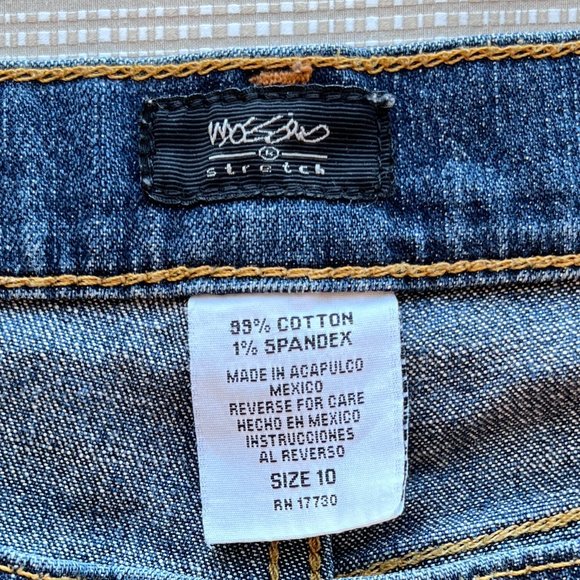 mossimo
stretch
99% COTTON
1% SPANDEX
MADE IN ACAPULCO
MEXICO
REVERSE FOR CARE
HECHO EN MEXICO
INSTRUCCIONES
AL REVERSO
SIZE 10
RN 17730